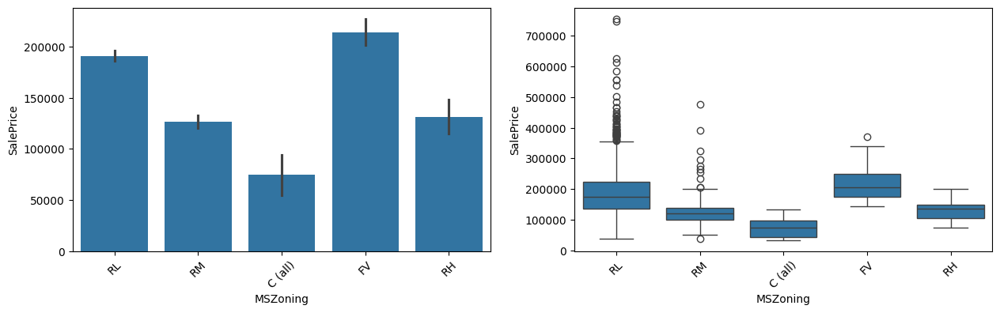 SalePrice
200000
150000
100000
50000
0
RL
RM
C (all)
FV
RH
MSZoning
SalePrice
700000
600000
500000
400000
300000
200000
100000
0
RL
RM
C (all)
FV
RH
MSZoning